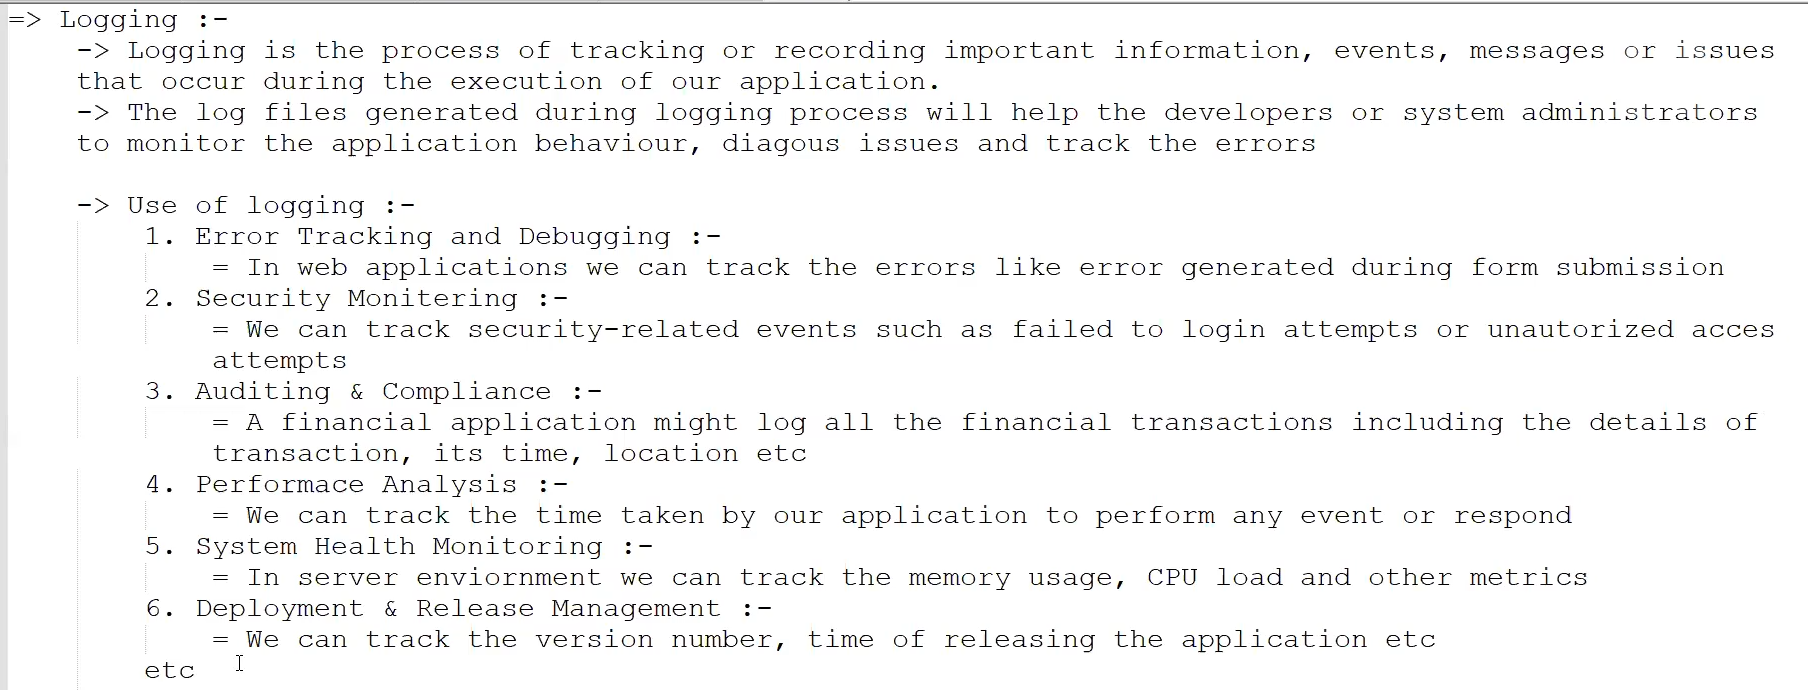 => Logging :-
-> Logging is the process of tracking or recording important information, events, messages or issues
that occur during the execution of our application.
-> The log files generated during logging process will help the developers or system administrators
to monitor the application behaviour, diagous issues and track the errors
-> Use of logging :-
1. Error Tracking and Debugging :-
= In web applications we can track the errors like error generated during form submission
2. Security Monitering :-
= We can track security-related events such as failed to login attempts or unautorized acces
attempts
3. Auditing & Compliance :-
= A financial application might log all the financial transactions including the details of
transaction, its time, location etc
4. Performace Analysis :-
= We can track the time taken by our application to perform any event or respond
5. System Health Monitoring :-
= In server enviornment we can track the memory usage, CPU load and other metrics
6. Deployment & Release Management :-
= We can track the version number, time of releasing the application etc
etc